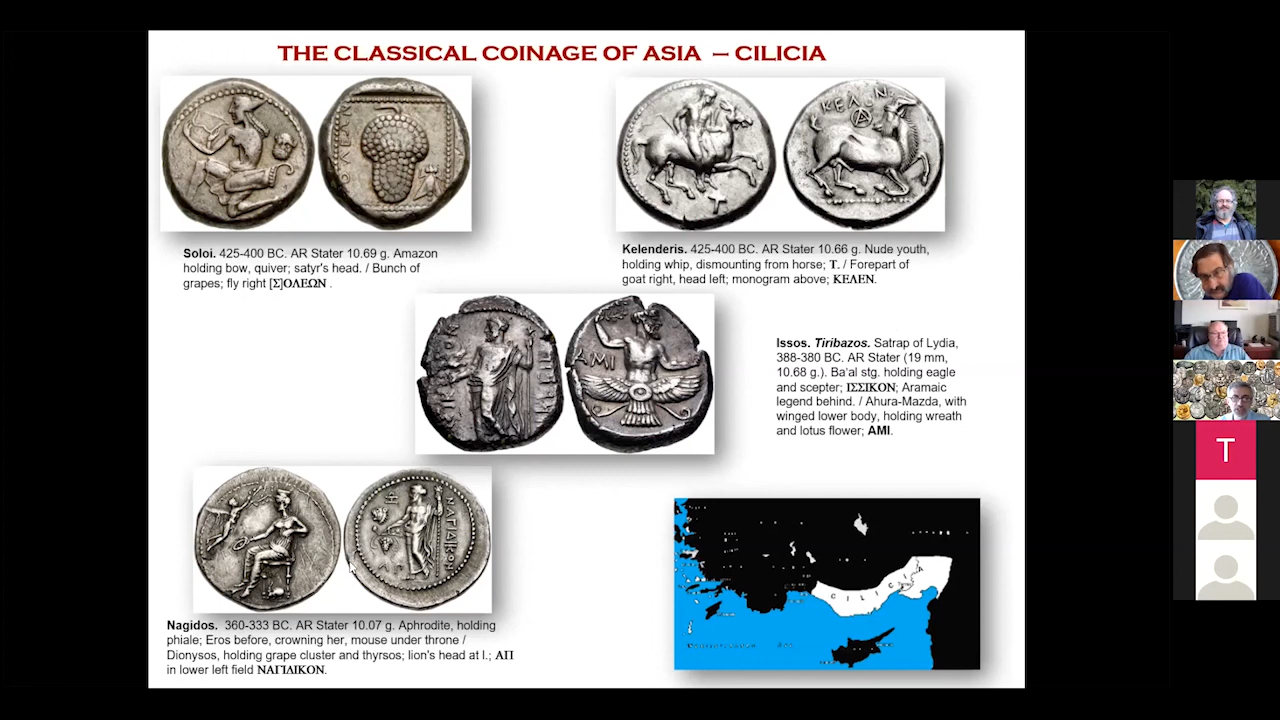 THE CLASSICAL COINAGE OF ASIA – CILICIA
Soloi. 425-400 BC. AR Stater 10.69 g. Amazon
holding bow, quiver; satyr's head. / Bunch of
grapes; fly right [Σ]ΟΛΕΩΝ .
ΚΕΛΕΝ
Kelenderis. 425-400 BC. AR Stater 10.66 g. Nude youth,
holding whip, dismounting from horse; T. / Forepart of
goat right, head left; monogram above; ΚΕΛΕΝ.
ΑΜΙ
Issos. Tiribazos. Satrap of Lydia,
388-380 BC. AR Stater (19 mm,
10.68 g.). Ba'al stg. holding eagle
and scepter; ΙΣΣΙΚΟΝ; Aramaic
legend behind. / Ahura-Mazda, with
winged lower body, holding wreath
and lotus flower; AMI.
ΝΑΓΙΔΙΚΟΝ
Nagidos. 360-333 BC. AR Stater 10.07 g. Aphrodite, holding
phiale; Eros before, crowning her, mouse under throne /
Dionysos, holding grape cluster and thyrsos; lion's head at l.; ΑΠ
in lower left field ΝΑΓΙΔΙΚΟΝ.
CILICIA
T